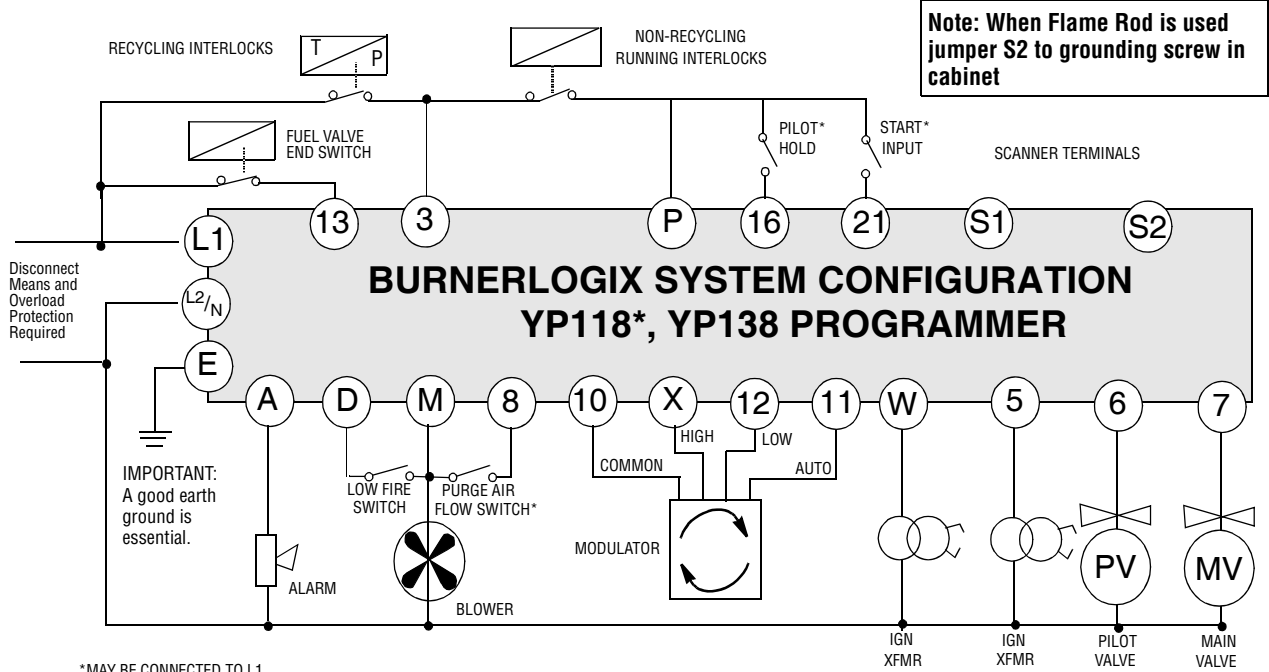 Note: When Flame Rod is used
jumper S2 to grounding screw in
cabinet
RECYCLING INTERLOCKS
T
P
NON-RECYCLING
RUNNING INTERLOCKS
FUEL VALVE
END SWITCH
PILOT*
HOLD
START*
INPUT
SCANNER TERMINALS
13
3
P
16
21
S1
S2
L1
L2/N
E
Disconnect
Means and
Overload
Protection
Required
BURNERLOGIX SYSTEM CONFIGURATION
YP118*, YP138 PROGRAMMER
A
D
M
8
10
X
12
11
W
5
6
7
HIGH
LOW
COMMON
AUTO
IMPORTANT:
A good earth
ground is
essential.
LOW FIRE
SWITCH
PURGE AIR
FLOW SWITCH*
MODULATOR
ALARM
BLOWER
PV
MV
IGN
XFMR
IGN
XFMR
PILOT
VALVE
MAIN
VALVE
*MAY BE CONNECTED TO L1